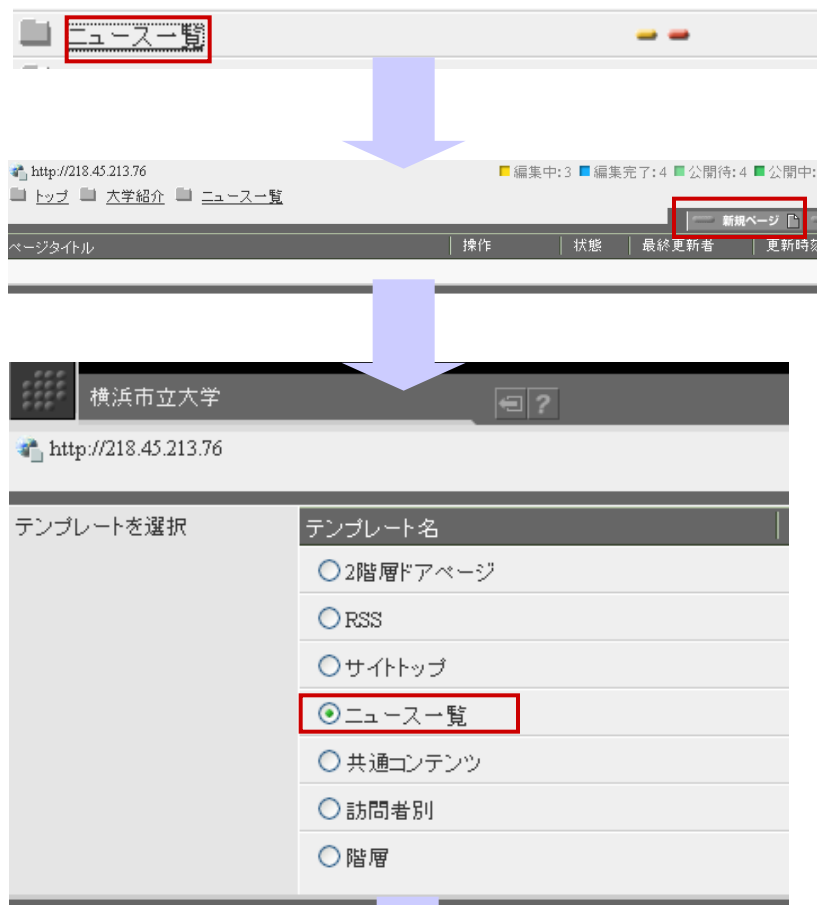 ニュース一覧
http://218.45.213.76
編集中:3 編集完了:4 公開待:4 公開中:
トップ 大学紹介 ニュース一覧
新規ページ
ページタイトル 操作 状態 最終更新者 更新時刻
横浜市立大学
?
http://218.45.213.76
テンプレートを選択 テンプレート名
2階層ドアページ
RSS
サイトトップ
ニュース一覧
共通コンテンツ
訪問者別
階層